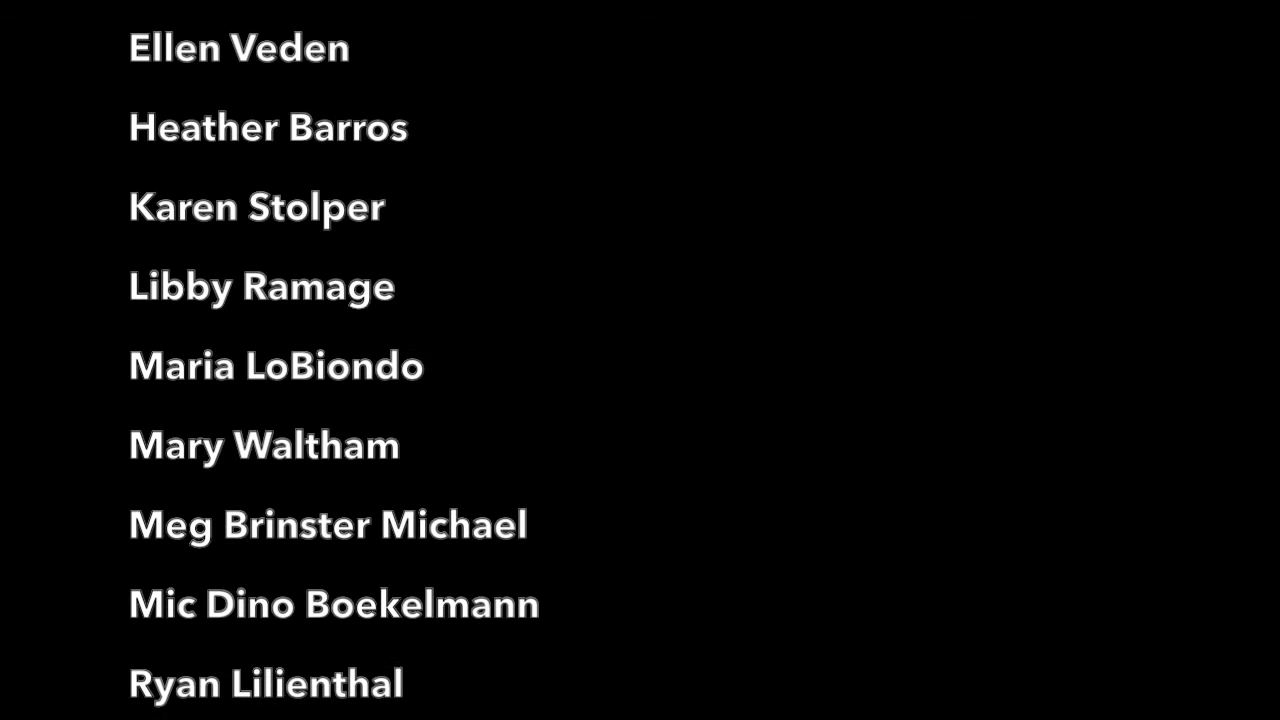 Ellen Veden
Heather Barros
Karen Stolper
Libby Ramage
Maria LoBiondo
Mary Waltham
Meg Brinster Michael
Mic Dino Boekelmann
Ryan Lilienthal